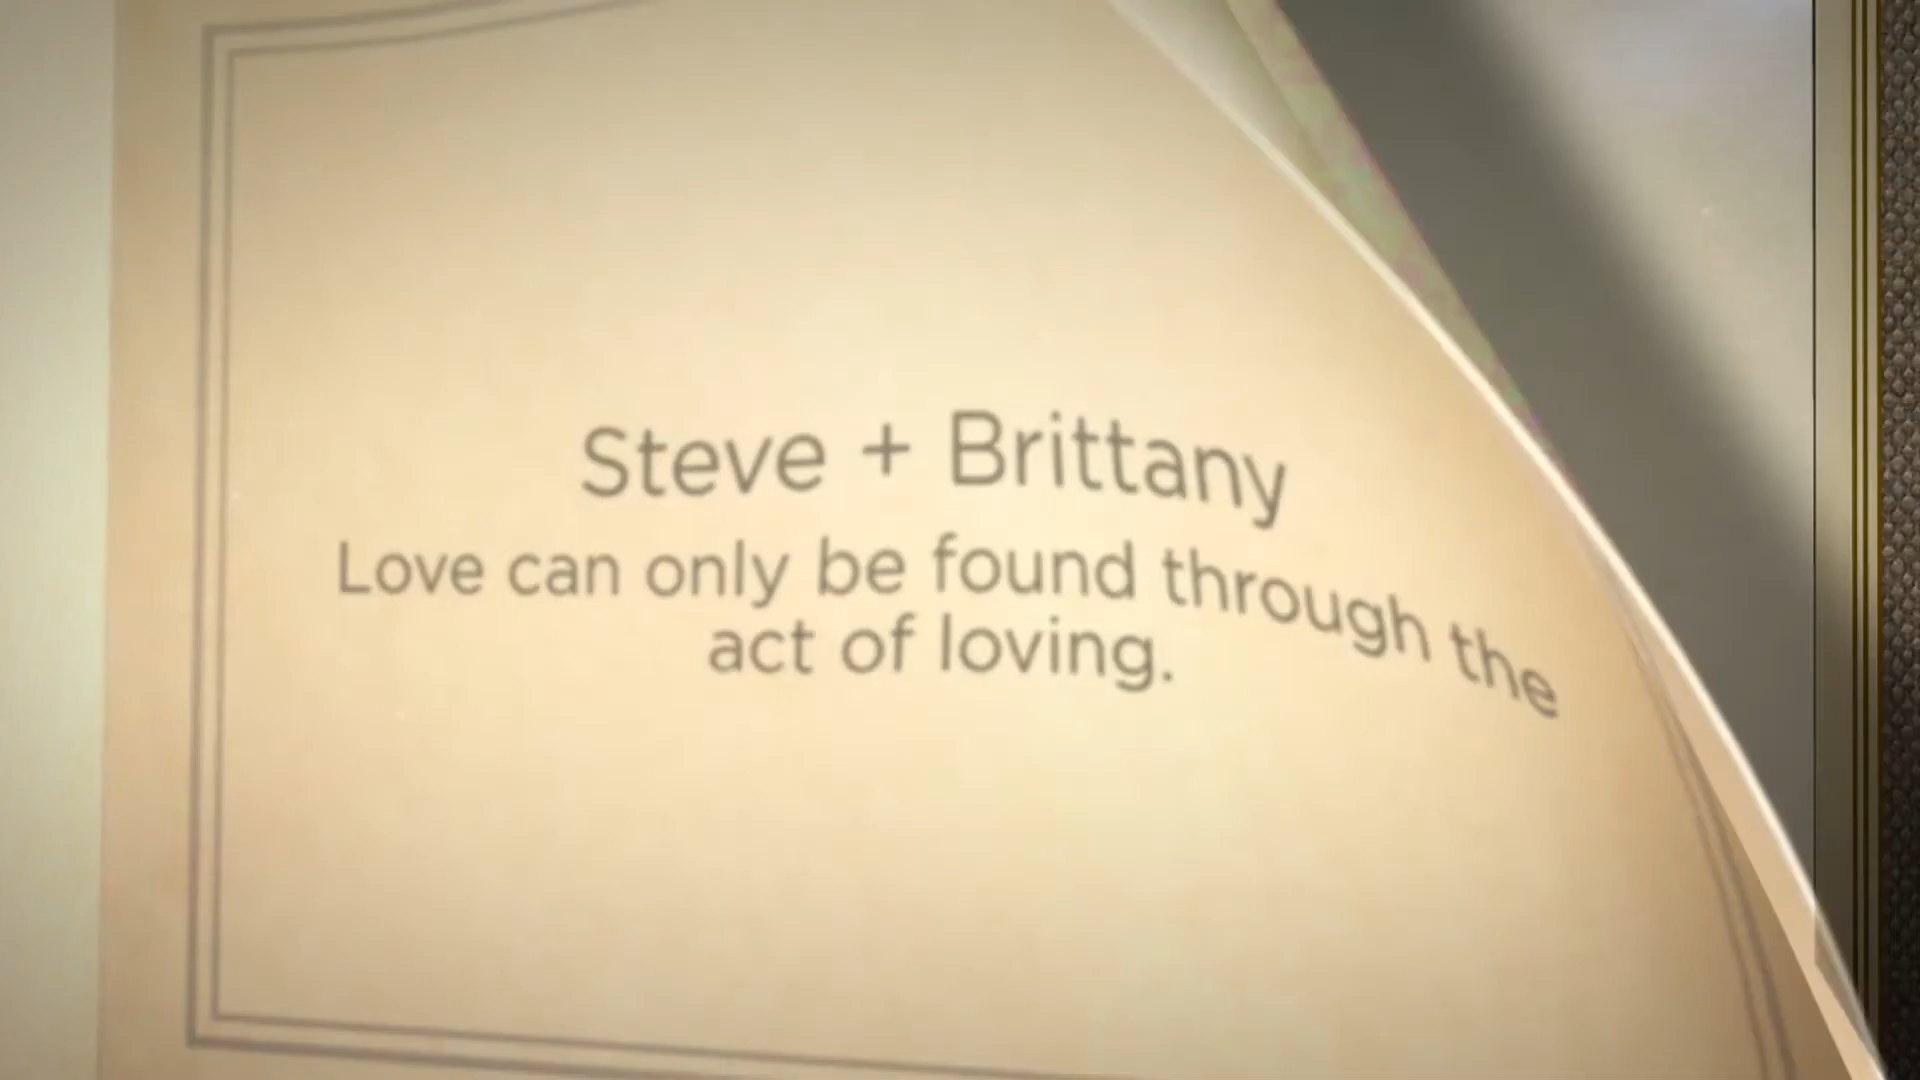 Steve + Brittany
Love can only be found through the
act of loving.